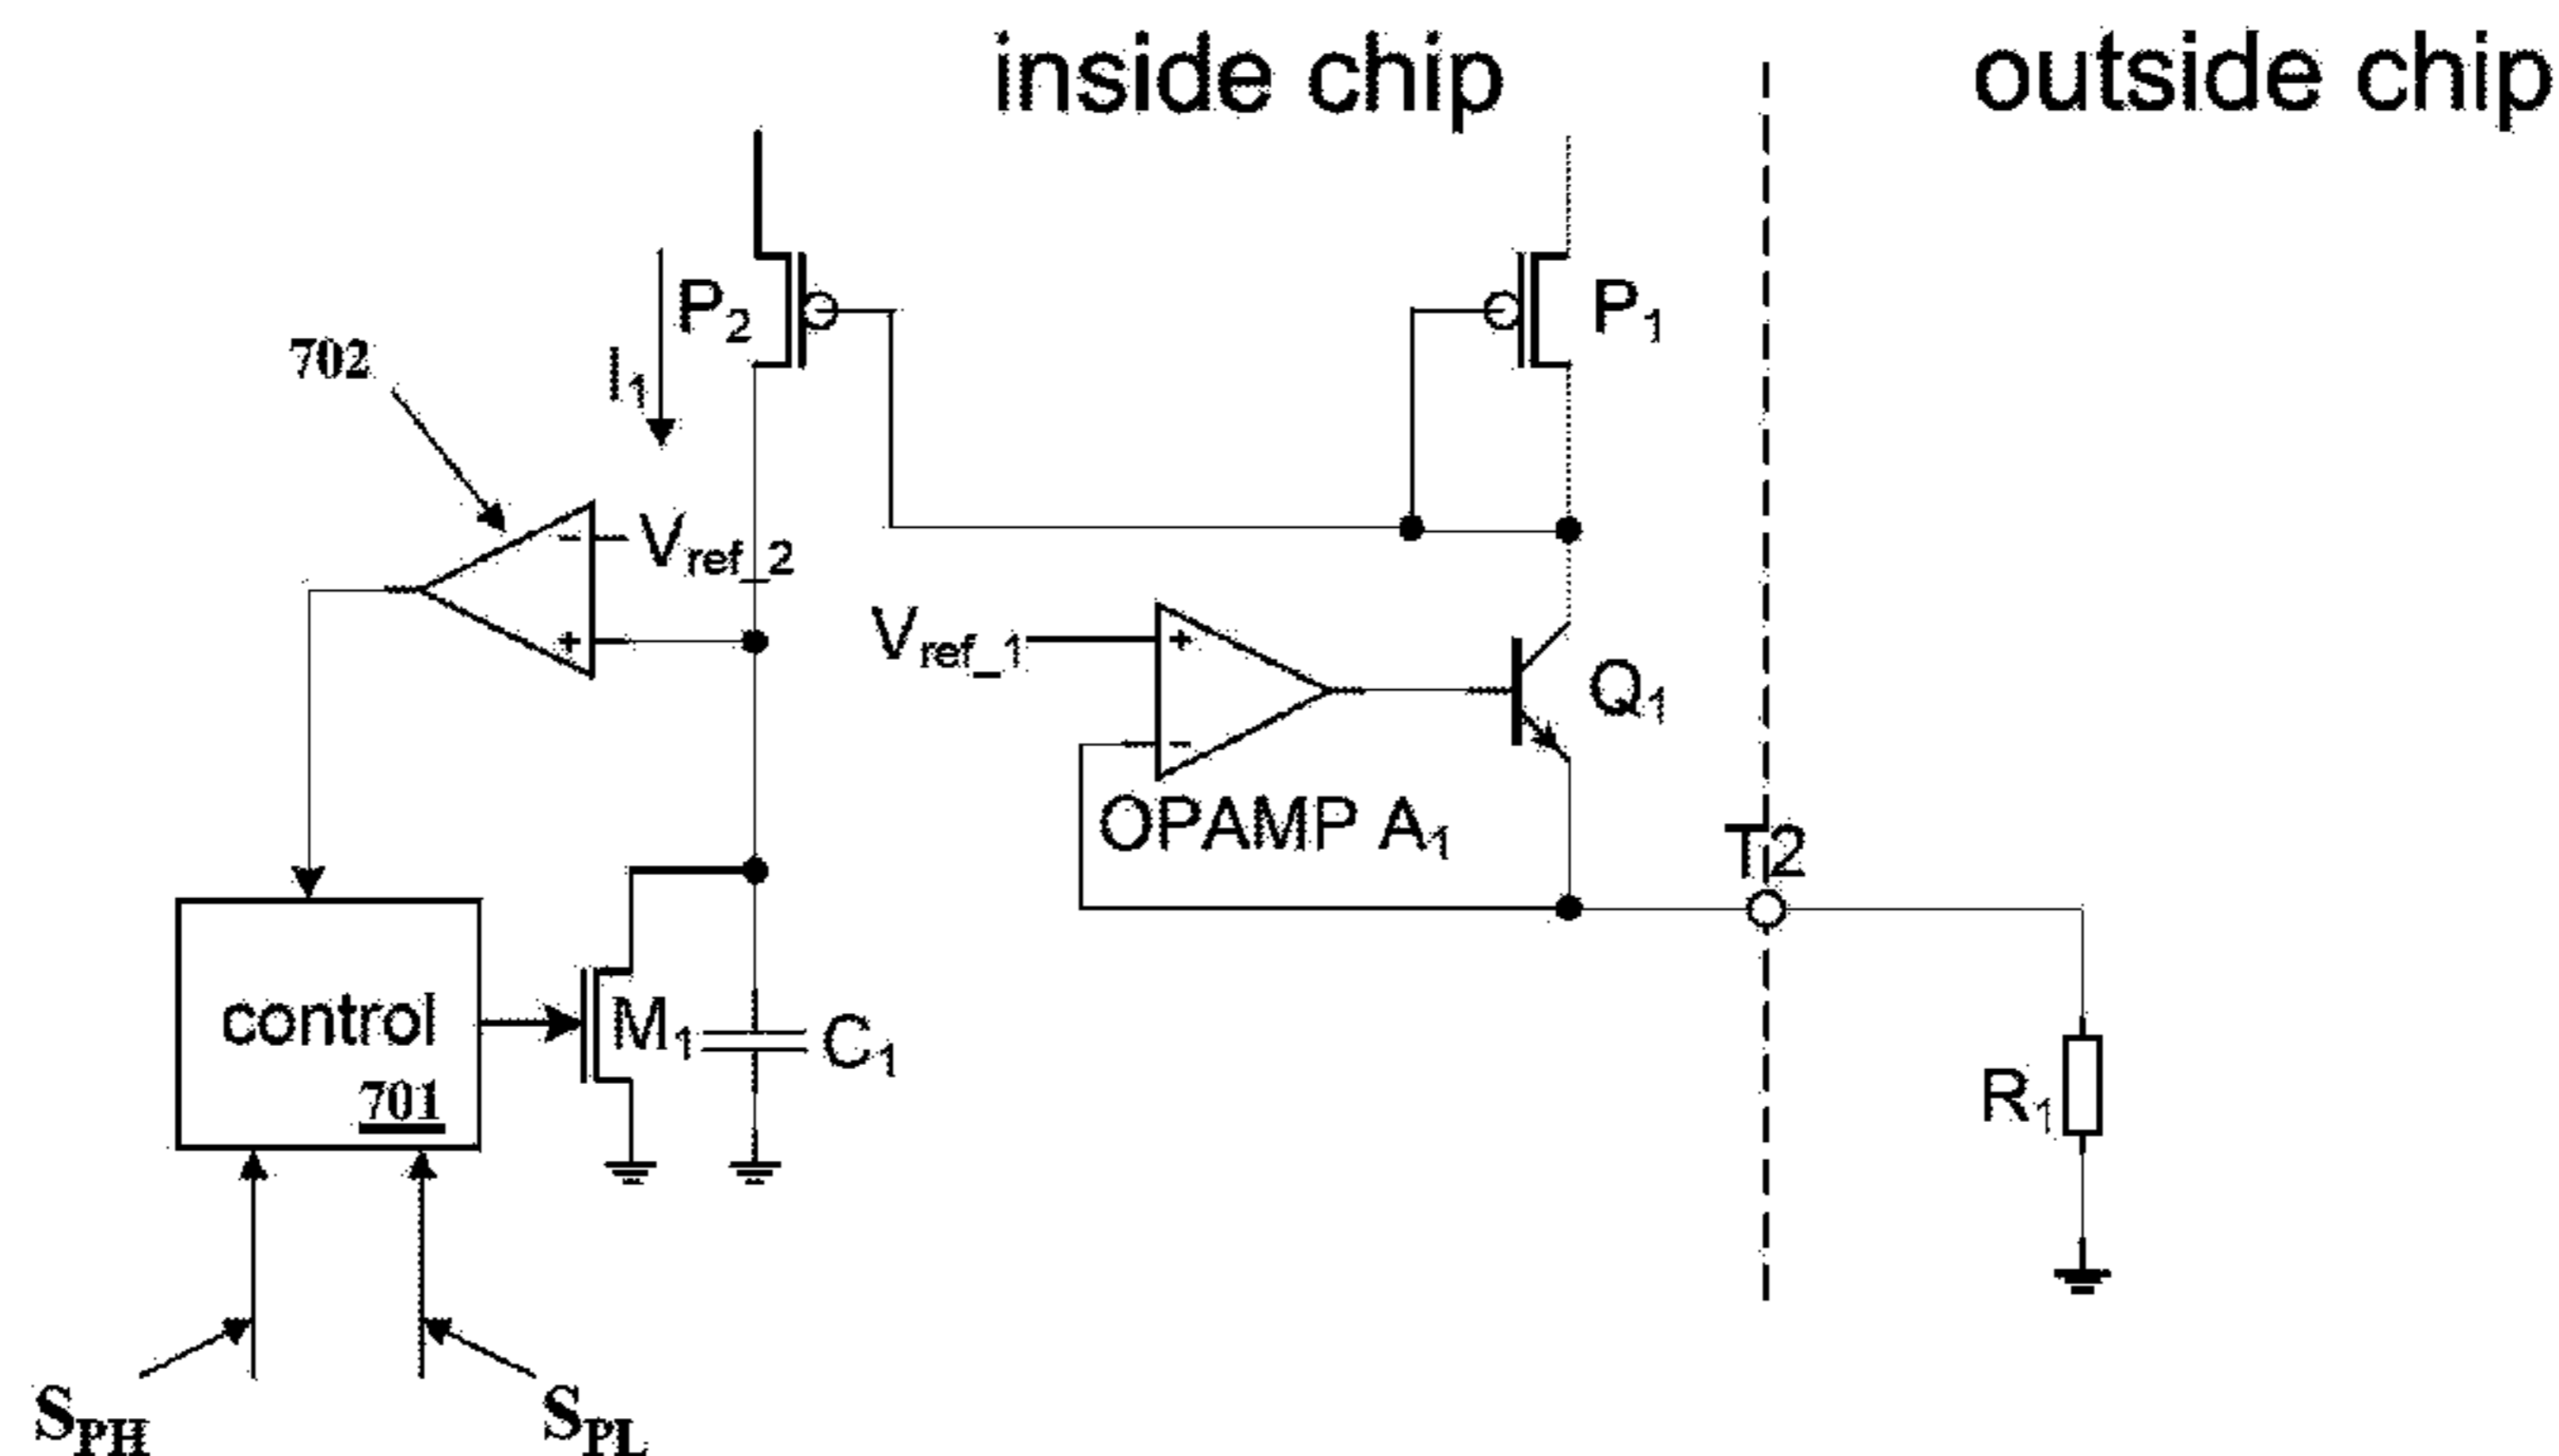 inside chip
outside chip
P2
P1
I1
702
Vref_2
+
Vref_1
+
Q1
OPAMP A1
T2
control
701
M1
C1
R1
SPH
SPL